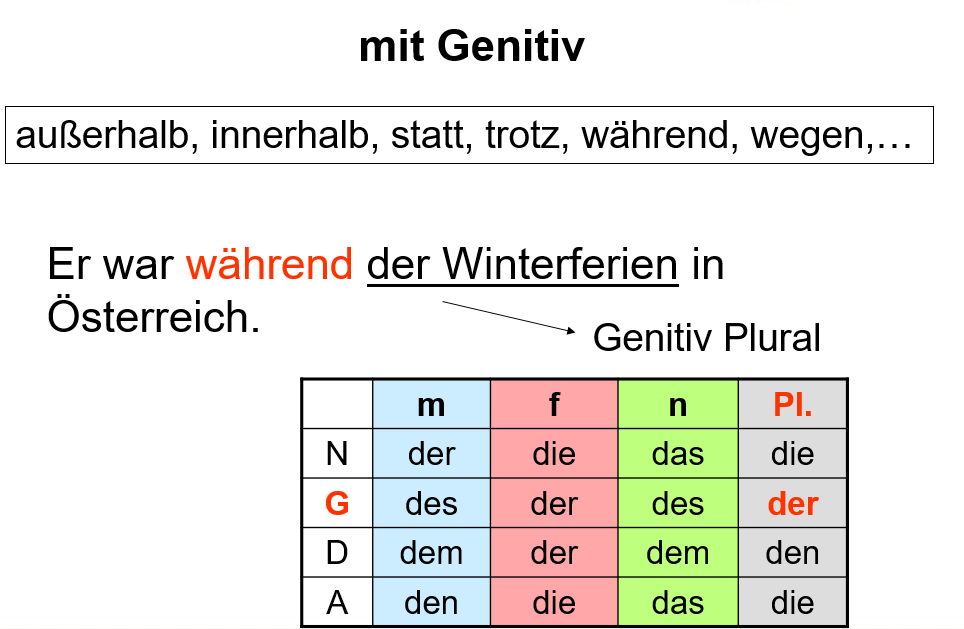 mit Genitiv
außerhalb, innerhalb, statt, trotz, während, wegen,…
Er war während der Winterferien in
Österreich.
Genitiv Plural
m f n Pl.
N der die das die
G des der des der
D dem der dem den
A den die das die